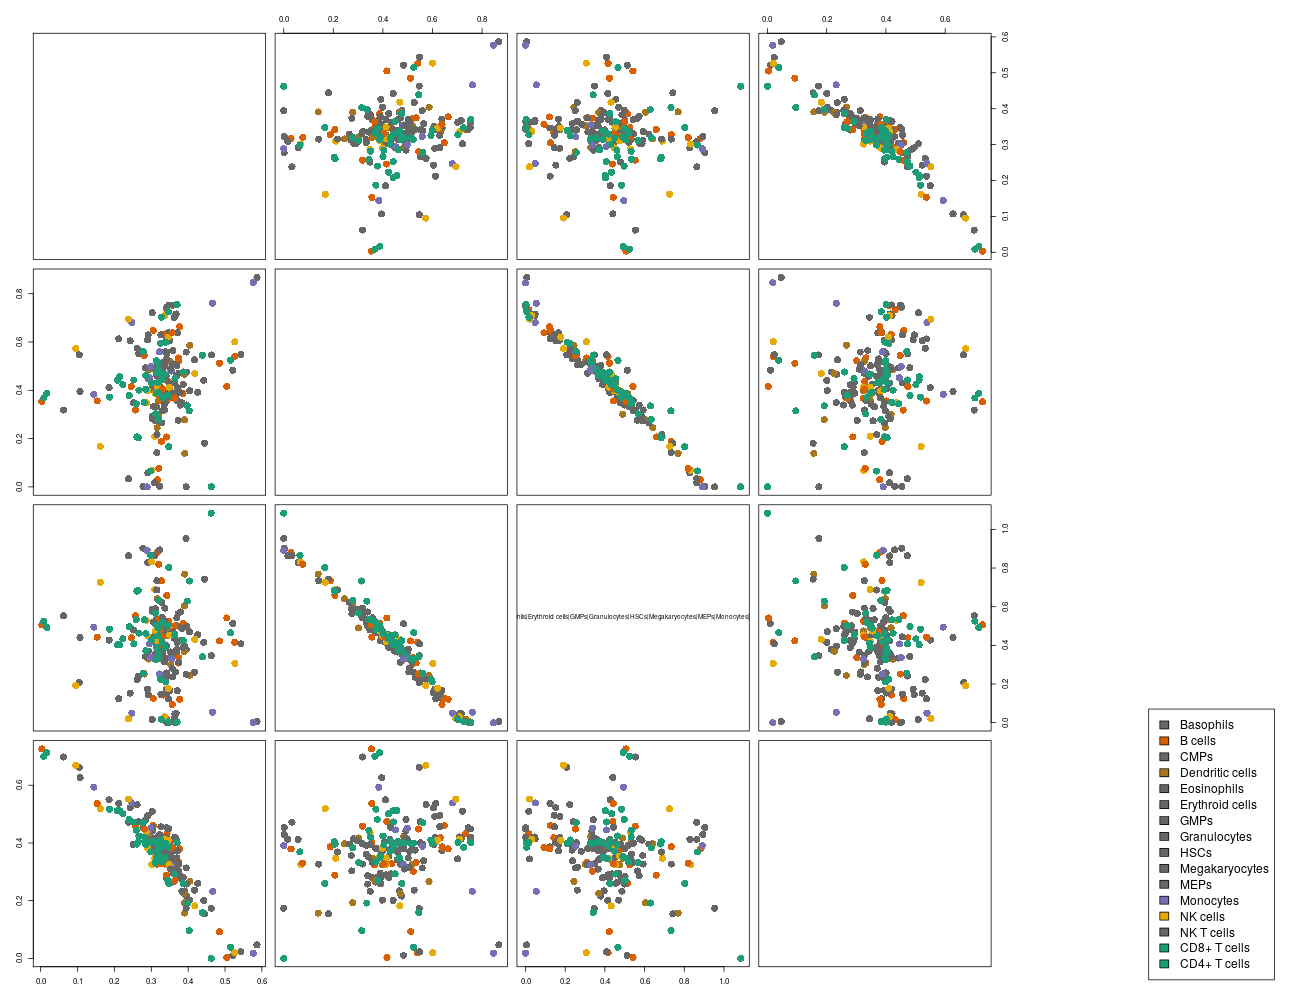 0.0 0.2 0.4 0.6 0.8
0.0 0.2 0.4 0.6
0.0 0.1 0.2 0.3 0.4 0.5 0.6
0.0 0.2 0.4 0.6 0.8
hils|Erythroid cells|GMPs|Granulocytes|HSCs|Megakaryocytes|MEPs|Monocytes|
0.0 0.2 0.4 0.6 0.8 1.0
0.0 0.2 0.4 0.6
0.0 0.1 0.2 0.3 0.4 0.5 0.6
0.0 0.2 0.4 0.6 0.8 1.0
Basophils
B cells
CMPs
Dendritic cells
Eosinophils
Erythroid cells
GMPs
Granulocytes
HSCs
Megakaryocytes
MEPs
Monocytes
NK cells
NK T cells
CD8+ T cells
CD4+ T cells